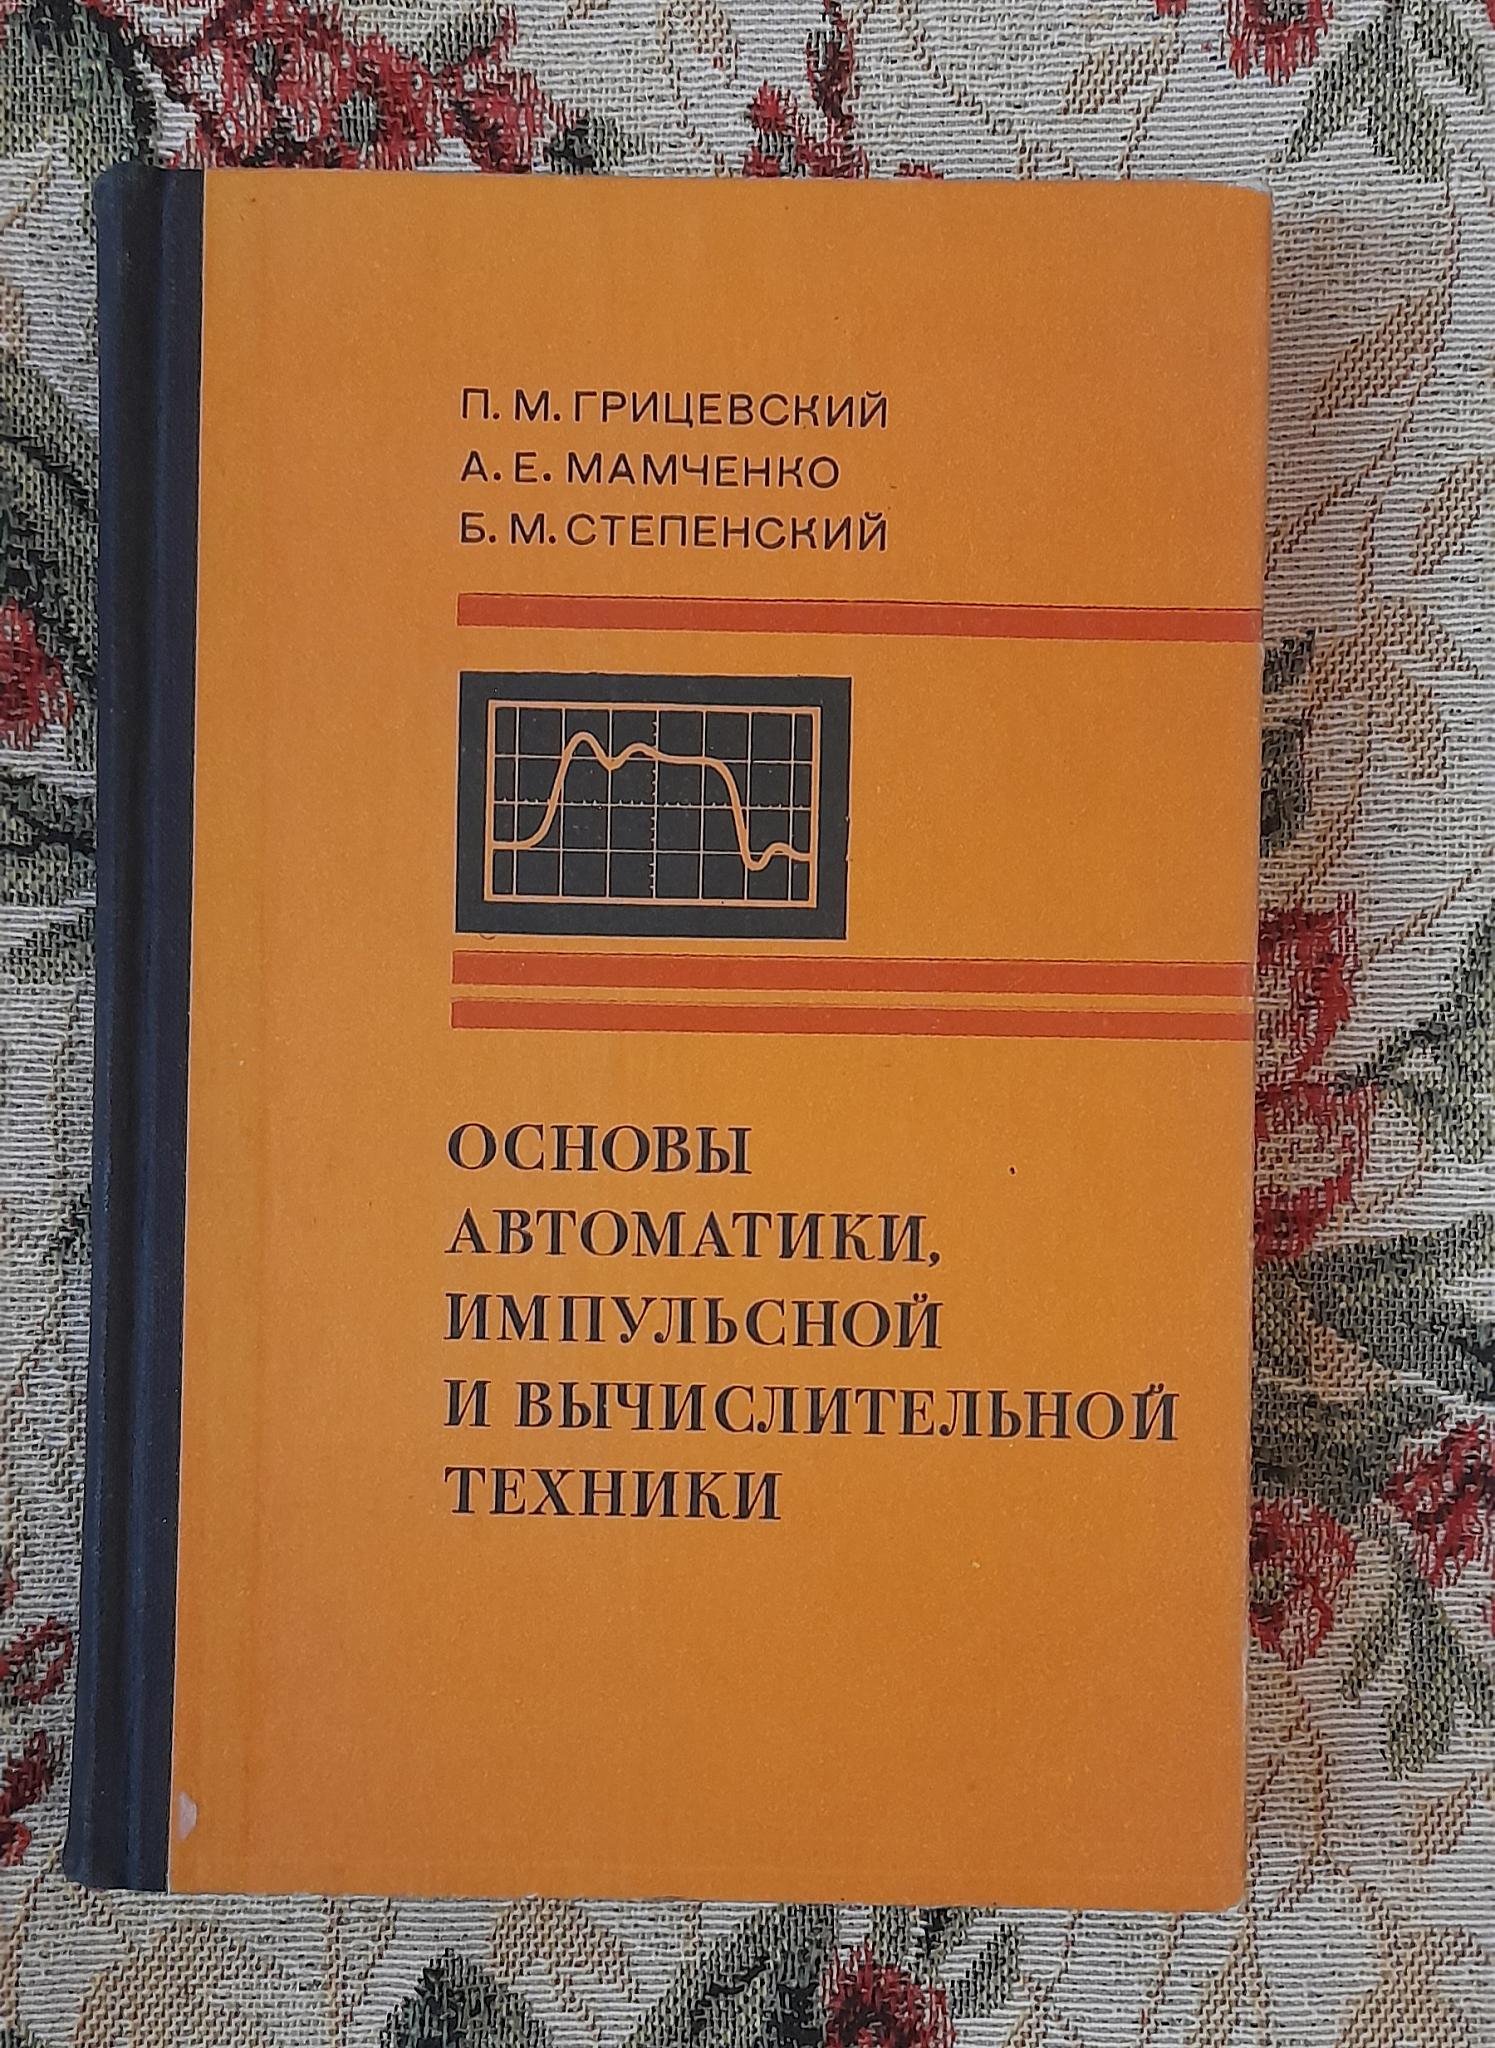 П. М. ГРИЦЕВСКИЙ
А. Е. МАМЧЕНКО
Б. М. СТЕПЕНСКИЙ
ОСНОВЫ
АВТОМАТИКИ,
ИМПУЛЬСНОЙ
И ВЫЧИСЛИТЕЛЬНОЙ
ТЕХНИКИ